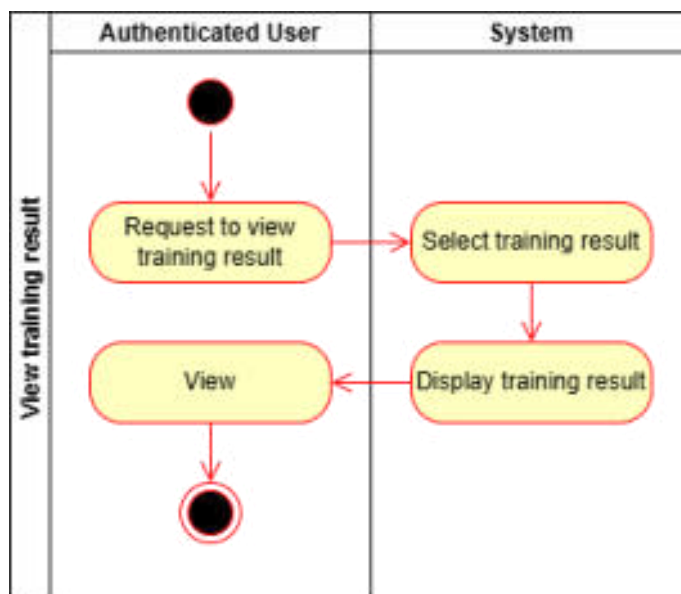 Authenticated User
System
View training result
Request to view
training result
Select training result
View
Display training result